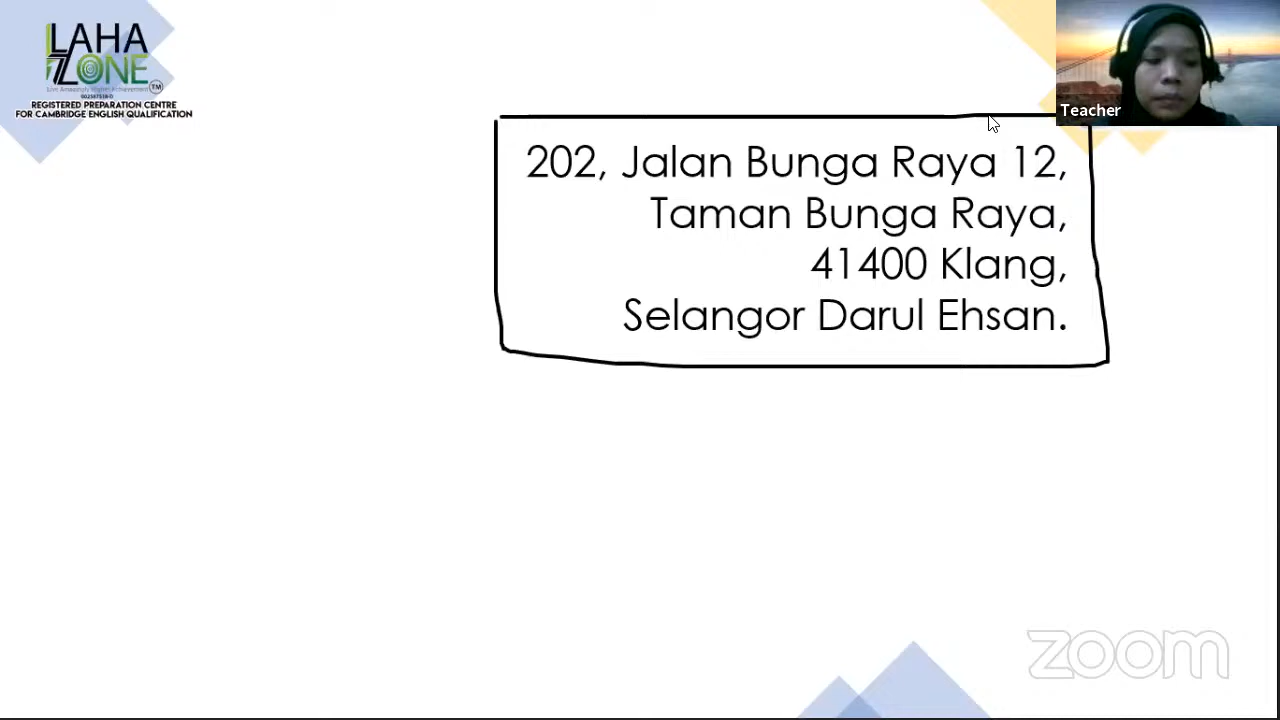 LAHA
ZONE
TM
REGISTERED PREPARATION CENTRE
FOR CAMBRIDGE ENGLISH QUALIFICATION
Teacher
202, Jalan Bunga Raya 12,
Taman Bunga Raya,
41400 Klang,
Selangor Darul Ehsan.
zoom